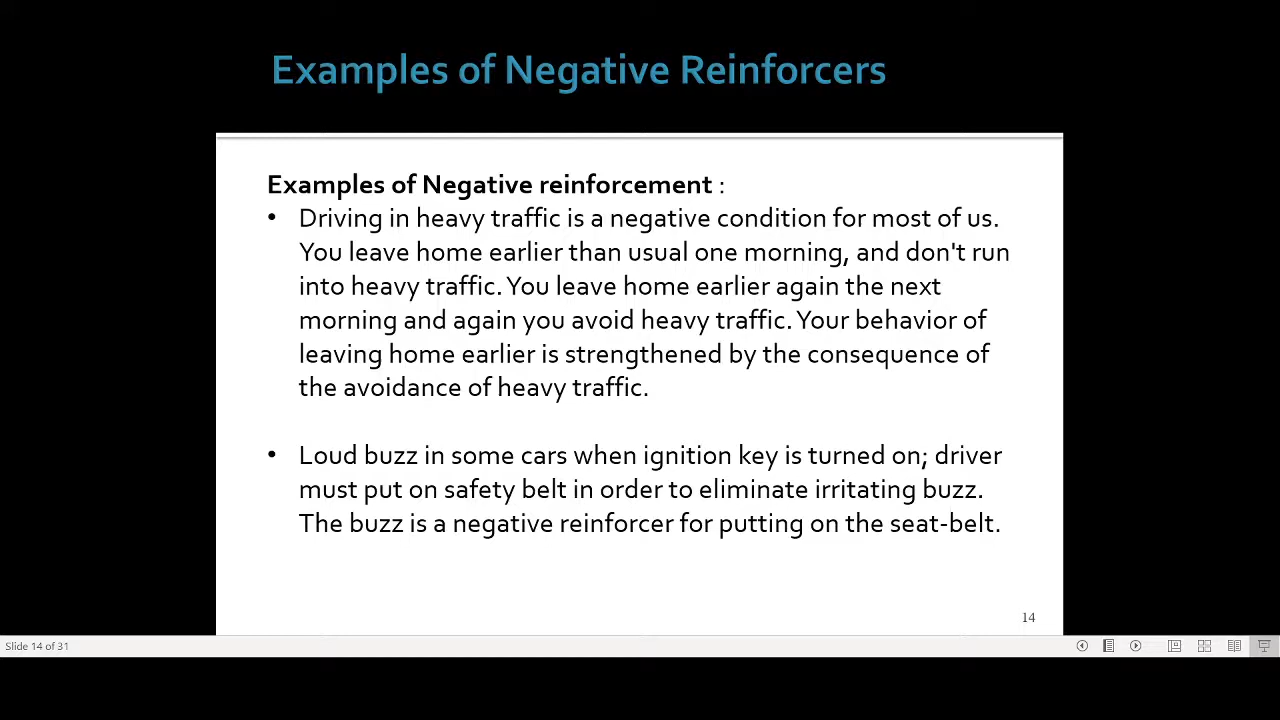 Examples of Negative Reinforcers
Examples of Negative reinforcement :
• Driving in heavy traffic is a negative condition for most of us.
You leave home earlier than usual one morning, and don't run
into heavy traffic. You leave home earlier again the next
morning and again you avoid heavy traffic. Your behavior of
leaving home earlier is strengthened by the consequence of
the avoidance of heavy traffic.
• Loud buzz in some cars when ignition key is turned on; driver
must put on safety belt in order to eliminate irritating buzz.
The buzz is a negative reinforcer for putting on the seat-belt.
14
Slide 14 of 31